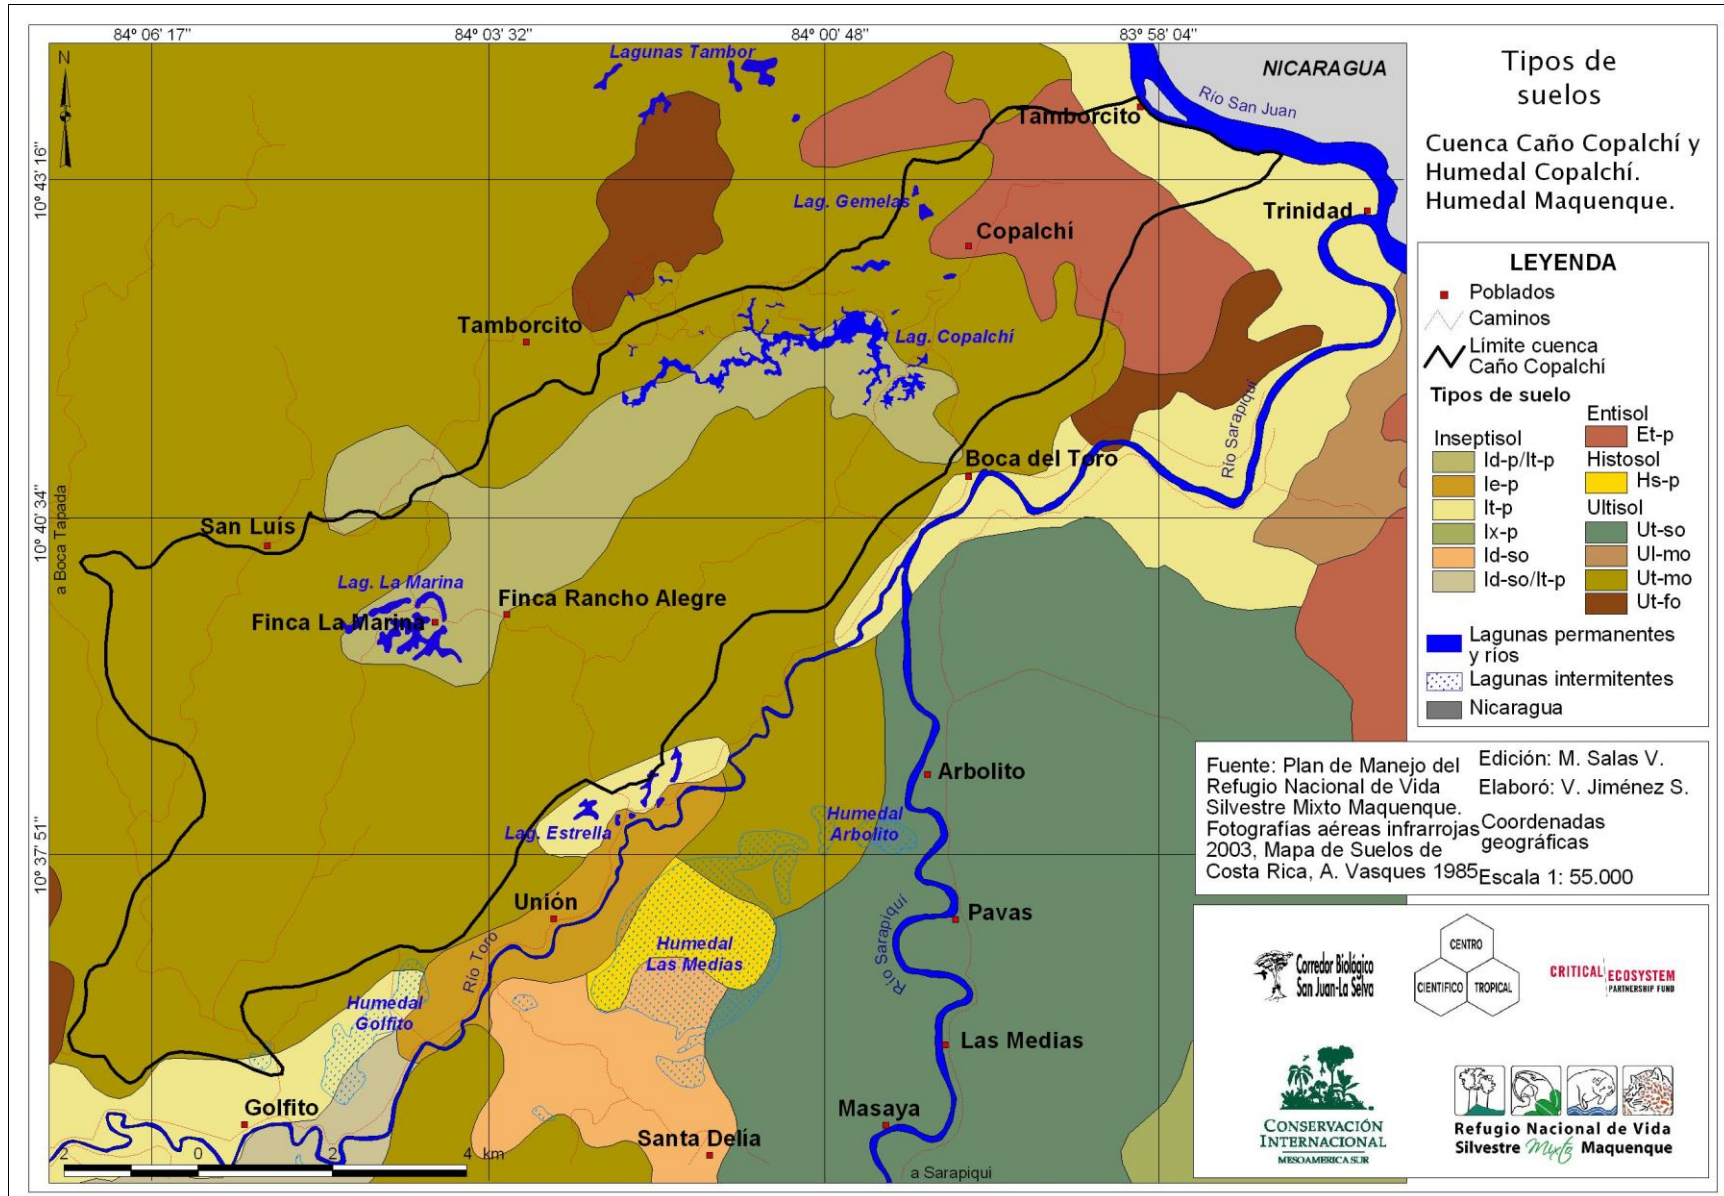 84° 06' 17"
84° 03' 32"
84° 00' 48"
83° 58' 04"
N
Lagunas Tambor
NICARAGUA
Río San Juan
Tamborcito
10° 43' 16"
Lag. Gemelas
Trinidad
Copalchí
Tamborcito
Lag. Copalchí
Río Sarapiquí
Boca del Toro
10° 40' 34"
a Boca Tapada
San Luís
Lag. La Marina
Finca La Marina
Finca Rancho Alegre
Arbolito
Humedal
Arbolito
Lag. Estrella
10° 37' 51"
Unión
Río Toro
Humedal
Las Medias
Río Sarapiquí
Pavas
Humedal
Golfito
Las Medias
Golfito
Masaya
Santa Delía
a Sarapiqui
2 0 2 4 km
Tipos de
suelos
Cuenca Caño Copalchí y
Humedal Copalchí.
Humedal Maquenque.
LEYENDA
Poblados
Caminos
Límite cuenca
Caño Copalchí
Tipos de suelo
Inseptisol
Id-p/It-p
Ie-p
It-p
Ix-p
Id-so
Id-so/It-p
Entisol
Et-p
Histosol
Hs-p
Ultisol
Ut-so
Ul-mo
Ut-mo
Ut-fo
Lagunas permanentes
y ríos
Lagunas intermitentes
Nicaragua
Fuente: Plan de Manejo del
Refugio Nacional de Vida
Silvestre Mixto Maquenque.
Fotografías aéreas infrarrojas
2003, Mapa de Suelos de
Costa Rica, A. Vasques 1985
Edición: M. Salas V.
Elaboró: V. Jiménez S.
Coordenadas
geográficas
Escala 1: 55.000
Corredor Biológico
San Juan-La Selva
CENTRO
CIENTIFICO TROPICAL
CRITICAL ECOSYSTEM
PARTNERSHIP FUND
CONSERVACIÓN
INTERNACIONAL
MESOAMERICA SUR
Refugio Nacional de Vida
Silvestre Mixto Maquenque